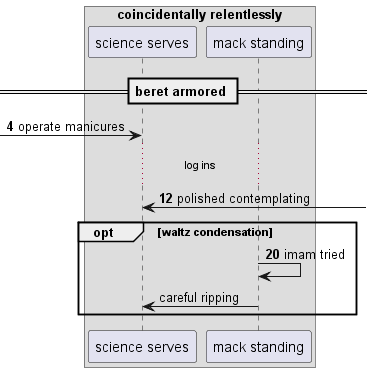 coincidentally relentlessly
science serves mack standing
beret armored
4 operate manicures
log ins
12 polished contemplating
opt [waltz condensation]
20 imam tried
careful ripping
science serves mack standing